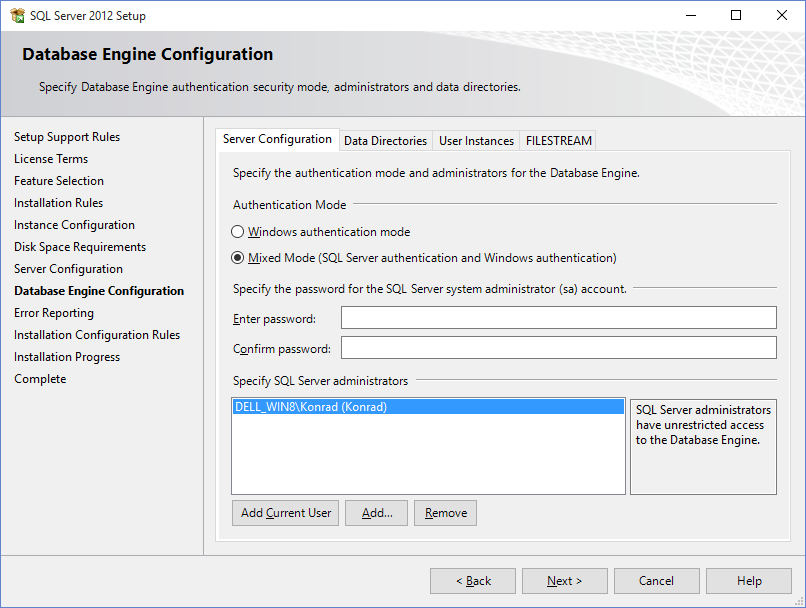 SQL Server 2012 Setup
Database Engine Configuration
Specify Database Engine authentication security mode, administrators and data directories.
Setup Support Rules
License Terms
Feature Selection
Installation Rules
Instance Configuration
Disk Space Requirements
Server Configuration
Database Engine Configuration
Error Reporting
Installation Configuration Rules
Installation Progress
Complete
Server Configuration Data Directories User Instances FILESTREAM
Specify the authentication mode and administrators for the Database Engine.
Authentication Mode
Windows authentication mode
Mixed Mode (SQL Server authentication and Windows authentication)
Specify the password for the SQL Server system administrator (sa) account.
Enter password:
Confirm password:
Specify SQL Server administrators
DELL_WIN8\Konrad (Konrad)
SQL Server administrators
have unrestricted access
to the Database Engine.
Add Current User Add... Remove
< Back Next > Cancel Help